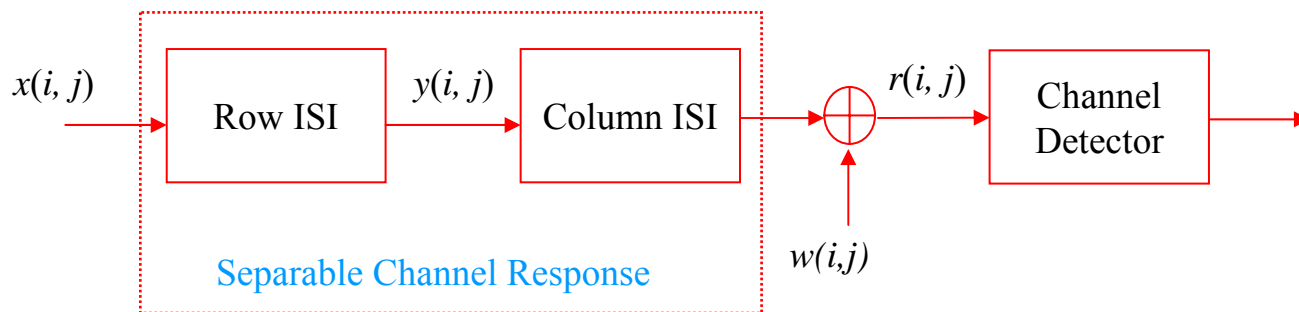 x(i, j)
Row ISI
y(i, j)
Column ISI
r(i, j)
Channel
Detector
w(i,j)
Separable Channel Response